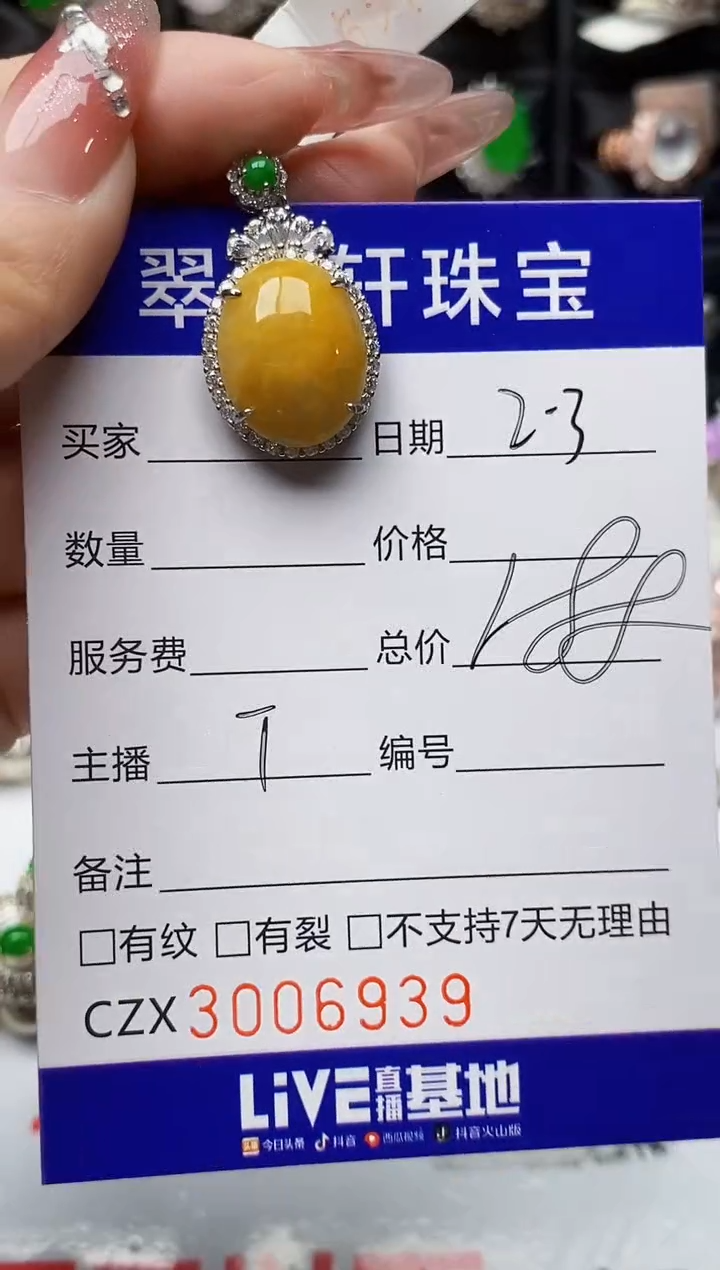 翠 轩珠宝
买家 日期 2-3
数量 价格
服务费 总价 188
主播 T 编号
备注
□有纹 □有裂 □不支持7天无理由
CZX 3006939
LiVE直播基地
今日头条 抖音 西瓜视频 抖音火山版